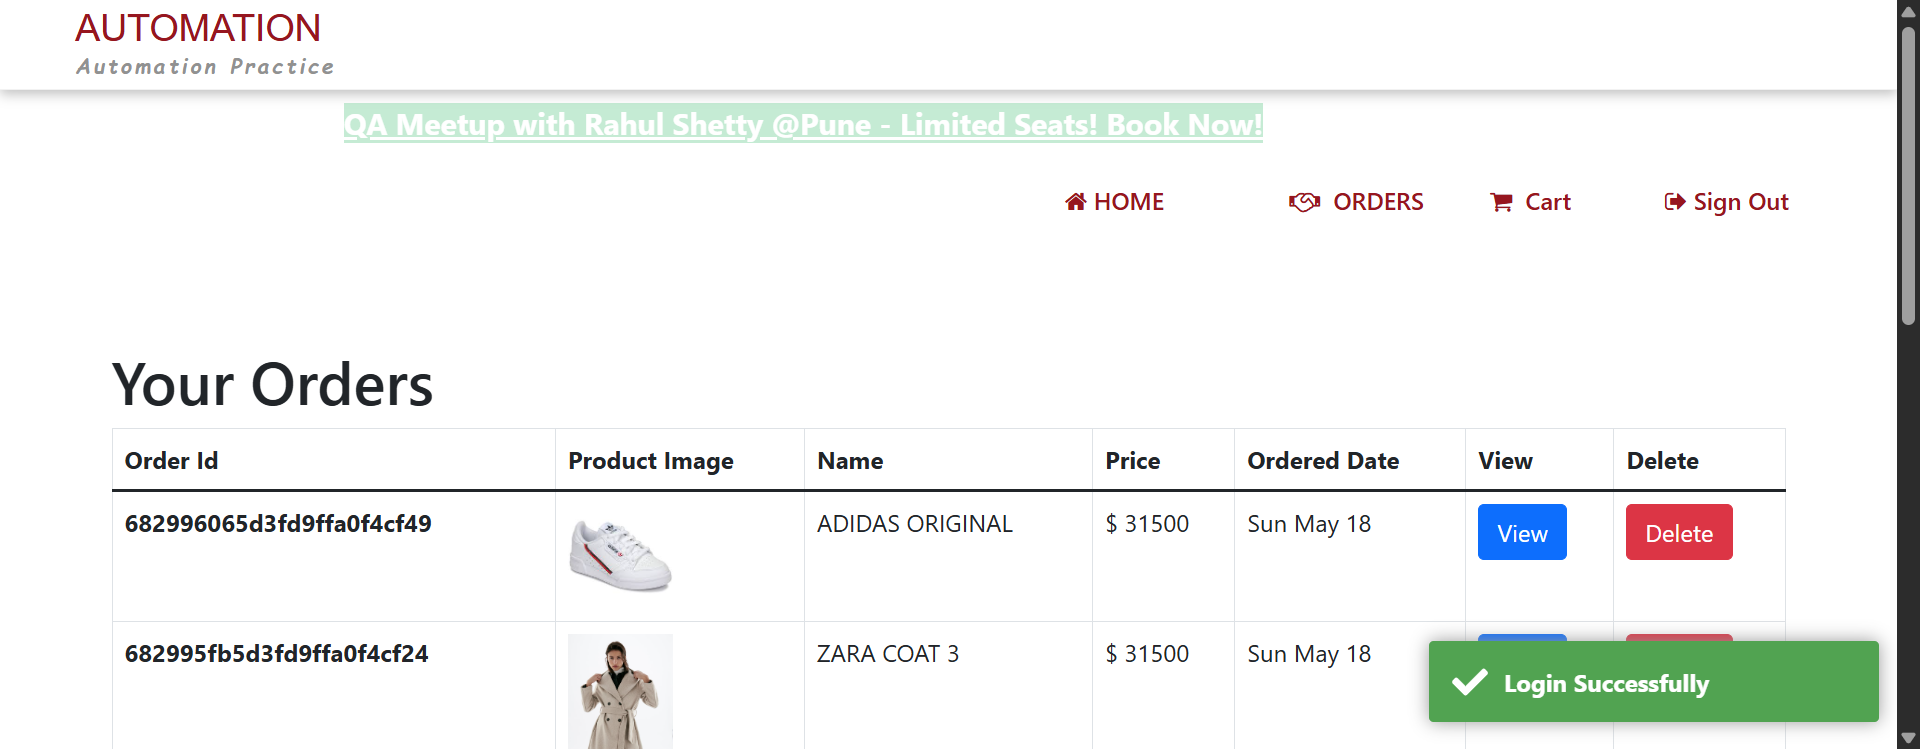 AUTOMATION
Automation Practice
QA Meetup with Rahul Shetty @Pune - Limited Seats! Book Now!
HOME ORDERS Cart Sign Out
Your Orders
Order Id Product Image Name Price Ordered Date View Delete
682996065d3fd9ffa0f4cf49 ADIDAS ORIGINAL $ 31500 Sun May 18 View Delete
682995fb5d3fd9ffa0f4cf24 ZARA COAT 3 $ 31500 Sun May 18
Login Successfully